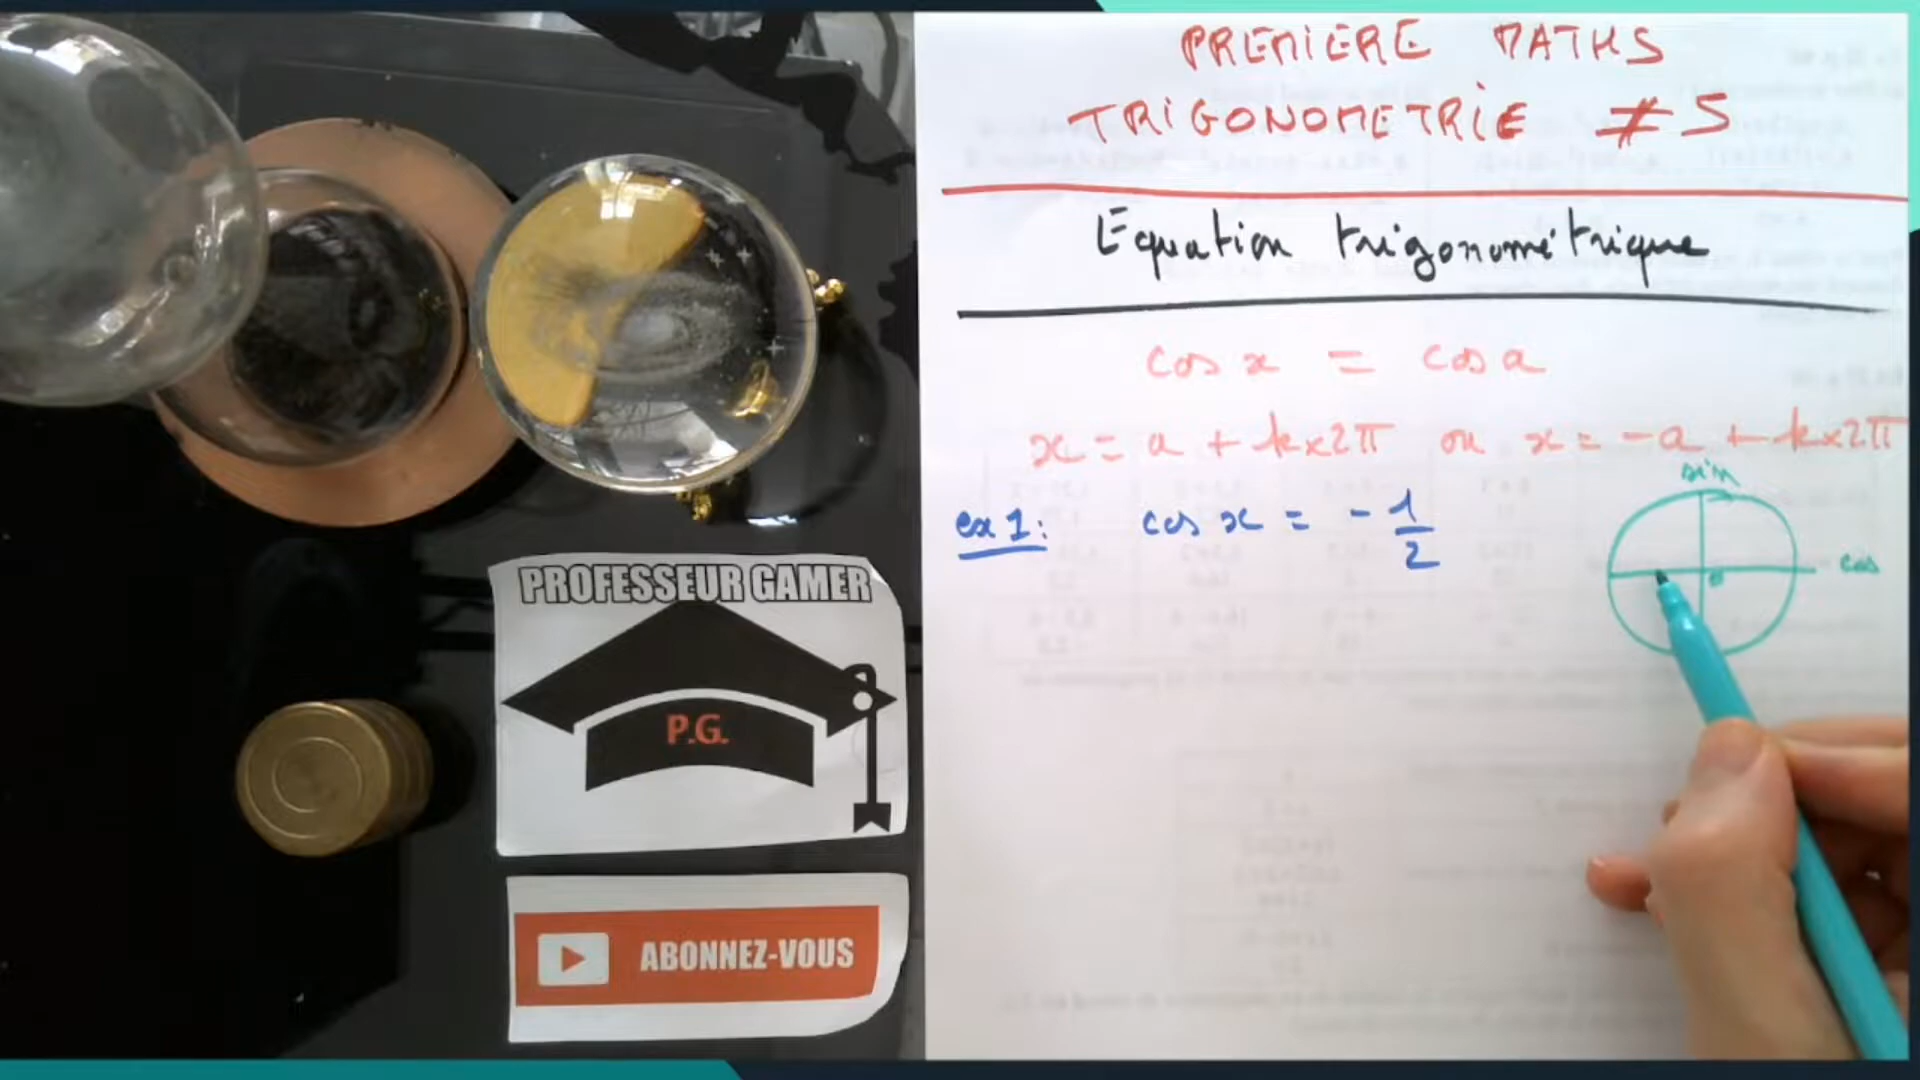 PREMIERE MATHS
TRIGONOMETRIE #5
Equation trigonométrique
cos x = cos a
x = a + k×2π ou x = -a + k×2π
sin
ex 1: cos x = -1/2
cos
0
PROFESSEUR GAMER
P.G.
ABONNEZ-VOUS